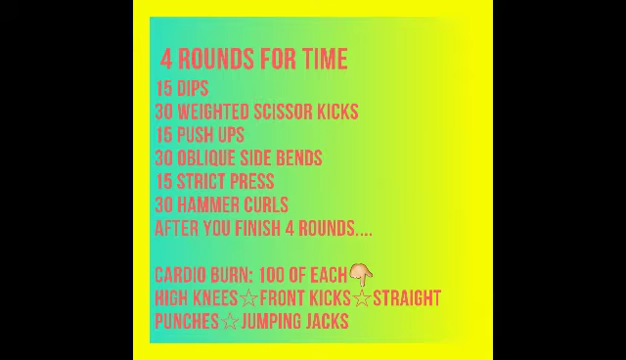 4 ROUNDS FOR TIME
15 DIPS
30 WEIGHTED SCISSOR KICKS
15 PUSH UPS
30 OBLIQUE SIDE BENDS
15 STRICT PRESS
30 HAMMER CURLS
AFTER YOU FINISH 4 ROUNDS....
CARDIO BURN: 100 OF EACH👇
HIGH KNEES☆FRONT KICKS☆STRAIGHT
PUNCHES☆JUMPING JACKS